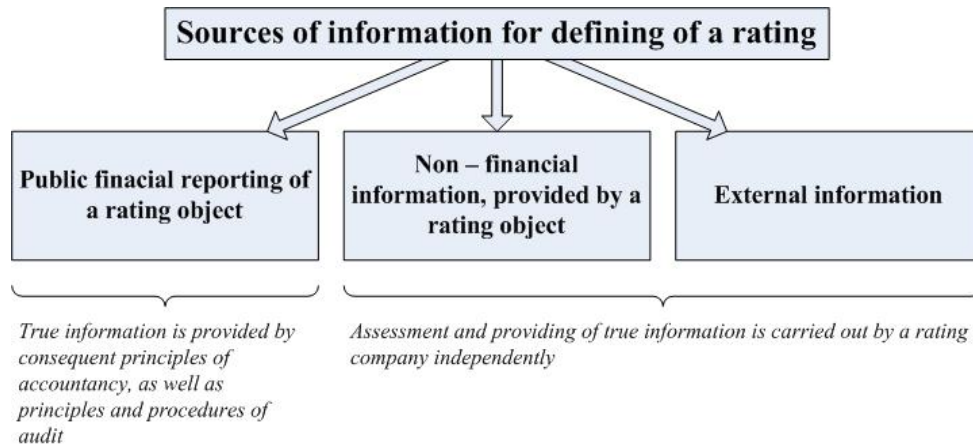 Sources of information for defining of a rating
Public finacial reporting of
a rating object
Non – financial
information, provided by a
rating object
External information
True information is provided by
consequent principles of
accountancy, as well as
principles and procedures of
audit
Assessment and providing of true information is carried out by a rating
company independently